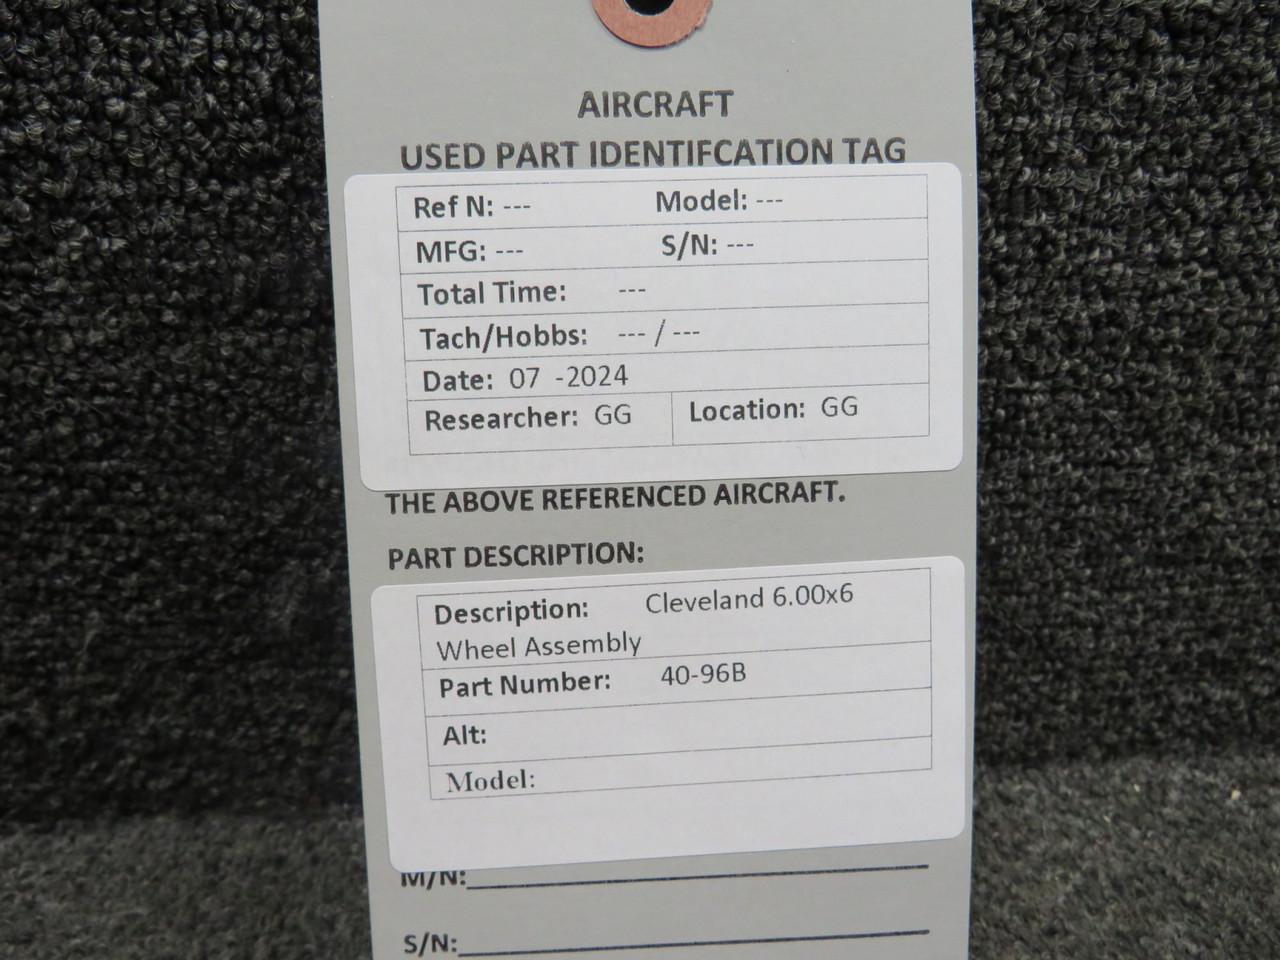 AIRCRAFT
USED PART IDENTIFCATION TAG
Ref N: --- Model: ---
MFG: --- S/N: ---
Total Time: ---
Tach/Hobbs: --- / ---
Date: 07 -2024
Researcher: GG Location: GG
THE ABOVE REFERENCED AIRCRAFT.
PART DESCRIPTION:
Description: Cleveland 6.00x6
Wheel Assembly
Part Number: 40-96B
Alt:
Model:
M/N:
S/N: